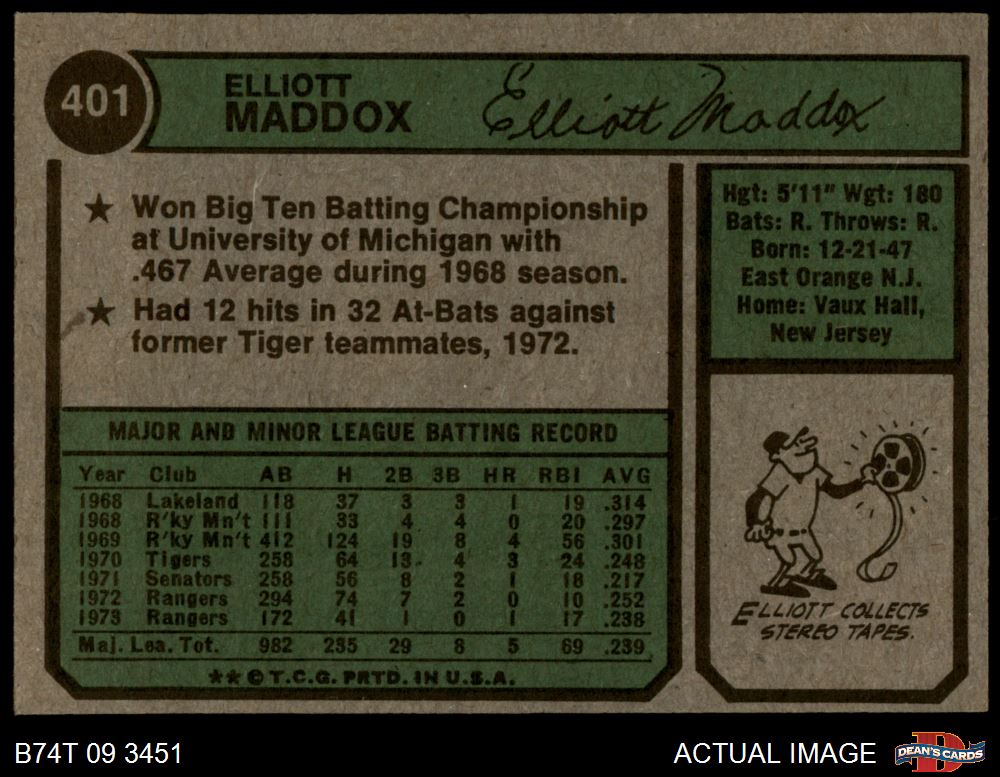 401
ELLIOTT
MADDOX
Elliott Maddox
★ Won Big Ten Batting Championship
at University of Michigan with
.467 Average during 1968 season.
★ Had 12 hits in 32 At-Bats against
former Tiger teammates, 1972.
Hgt: 5'11" Wgt: 180
Bats: R. Throws: R.
Born: 12-21-47
East Orange N.J.
Home: Vaux Hall,
New Jersey
MAJOR AND MINOR LEAGUE BATTING RECORD
Year Club AB H 2B 3B HR RBI AVG
1968 Lakeland 118 37 3 3 1 19 .314
1968 R'ky Mn't 111 33 4 4 0 20 .297
1969 R'ky Mn't 412 124 19 8 4 56 .301
1970 Tigers 258 64 13 4 3 24 .248
1971 Senators 258 56 8 2 1 18 .217
1972 Rangers 294 74 7 2 0 10 .252
1973 Rangers 172 41 1 0 1 17 .238
Maj. Lea. Tot. 982 235 29 8 5 69 .239
★★ © T.C.G. PRTD. IN U.S.A.
ELLIOTT COLLECTS
STEREO TAPES.
B74T 09 3451
ACTUAL IMAGE
D
DEAN'S CARDS